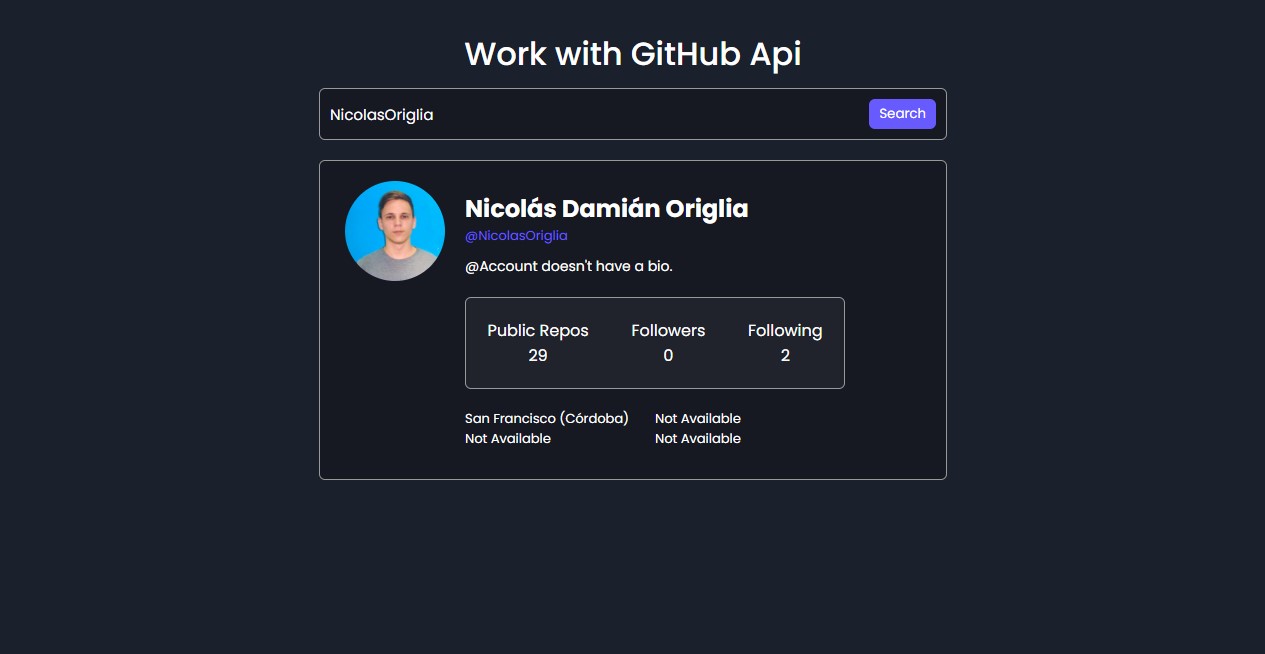 Work with GitHub Api
NicolasOriglia
Search
Nicolás Damián Origlia
@NicolasOriglia
@Account doesn't have a bio.
Public Repos Followers Following
29 0 2
San Francisco (Córdoba) Not Available
Not Available Not Available